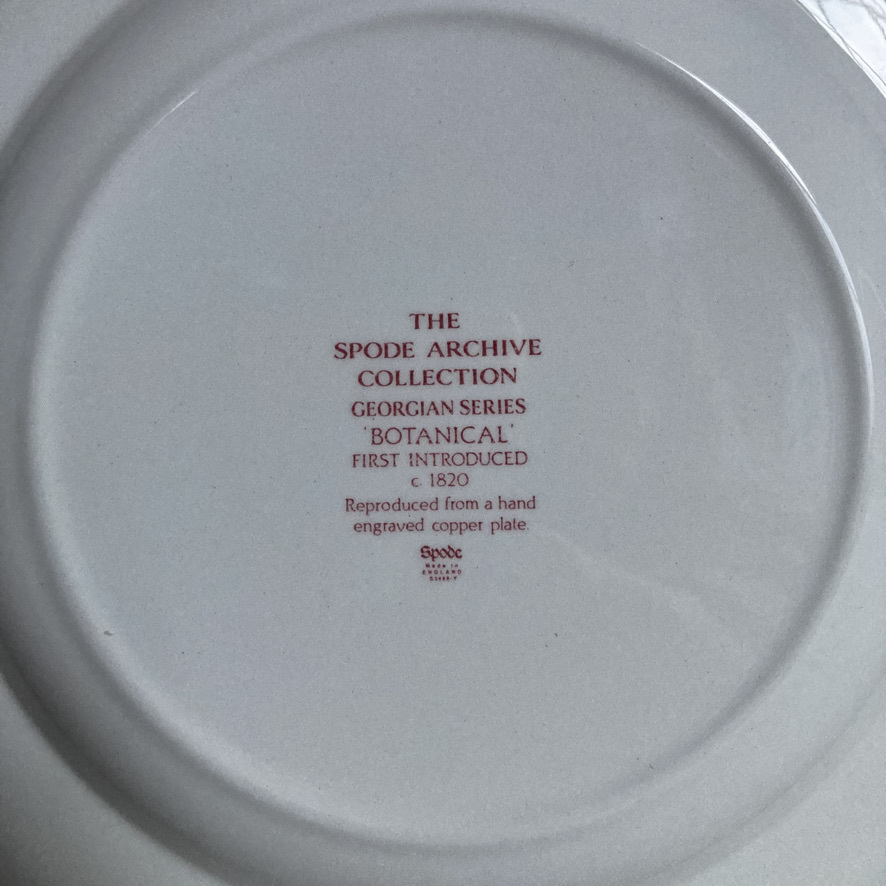 THE
SPODE ARCHIVE
COLLECTION
GEORGIAN SERIES
'BOTANICAL'
FIRST INTRODUCED
c. 1820
Reproduced from a hand
engraved copper plate.
Spode
Made in
ENGLAND